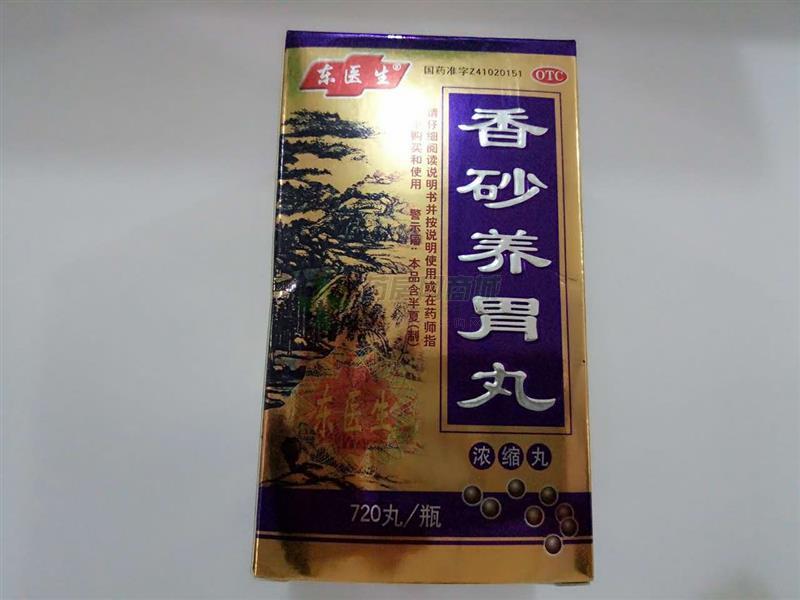 东医生®
国药准字Z41020151
OTC
香砂养胃丸
请仔细阅读说明书并按说明使用或在药师指
购买和使用 警示语：本品含半夏(制)
东医生
浓缩丸
720丸/瓶